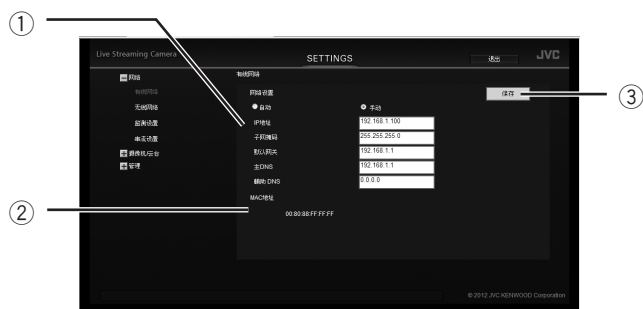 ①
②
③
Live Streaming Camera
SETTINGS
退出
JVC
网络
有线网络
无线网络
监测设置
串流设置
摄像机/云台
管理
有线网络
网络设置
保存
自动
手动
IP地址
192.168.1.100
子网掩码
255.255.255.0
默认网关
192.168.1.1
主DNS
192.168.1.1
辅助 DNS
0.0.0.0
MAC地址
00:80:88:FF:FF:FF
© 2012 JVC KENWOOD Corporation